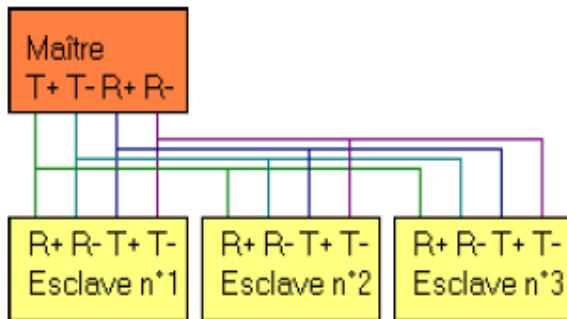 Maître
T+ T- R+ R-
R+ R- T+ T-
Esclave n°1
R+ R- T+ T-
Esclave n°2
R+ R- T+ T-
Esclave n°3